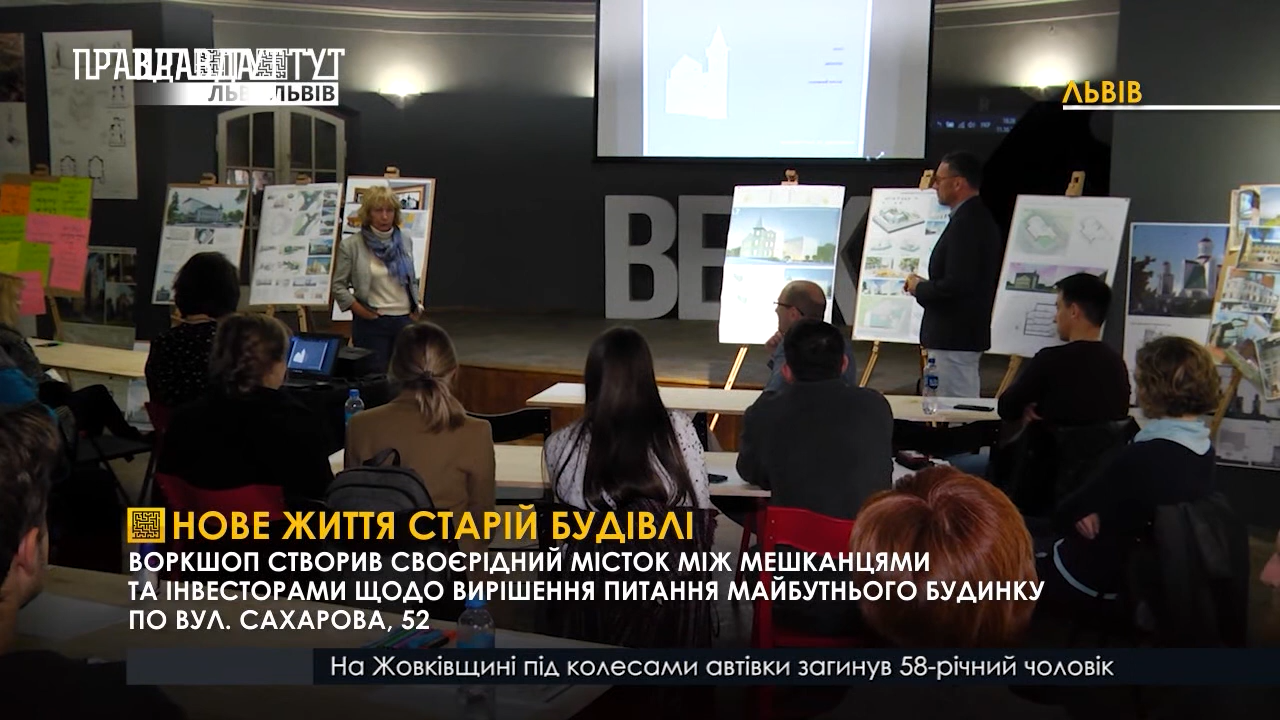 ПРАВДА ТУТ
ЛЬВІВ
ЛЬВІВ
НОВЕ ЖИТТЯ СТАРІЙ БУДІВЛІ
ВОРКШОП СТВОРИВ СВОЄРІДНИЙ МІСТОК МІЖ МЕШКАНЦЯМИ
ТА ІНВЕСТОРАМИ ЩОДО ВИРІШЕННЯ ПИТАННЯ МАЙБУТНЬОГО БУДИНКУ
ПО ВУЛ. САХАРОВА, 52
На Жовківщині під колесами автівки загинув 58-річний чоловік